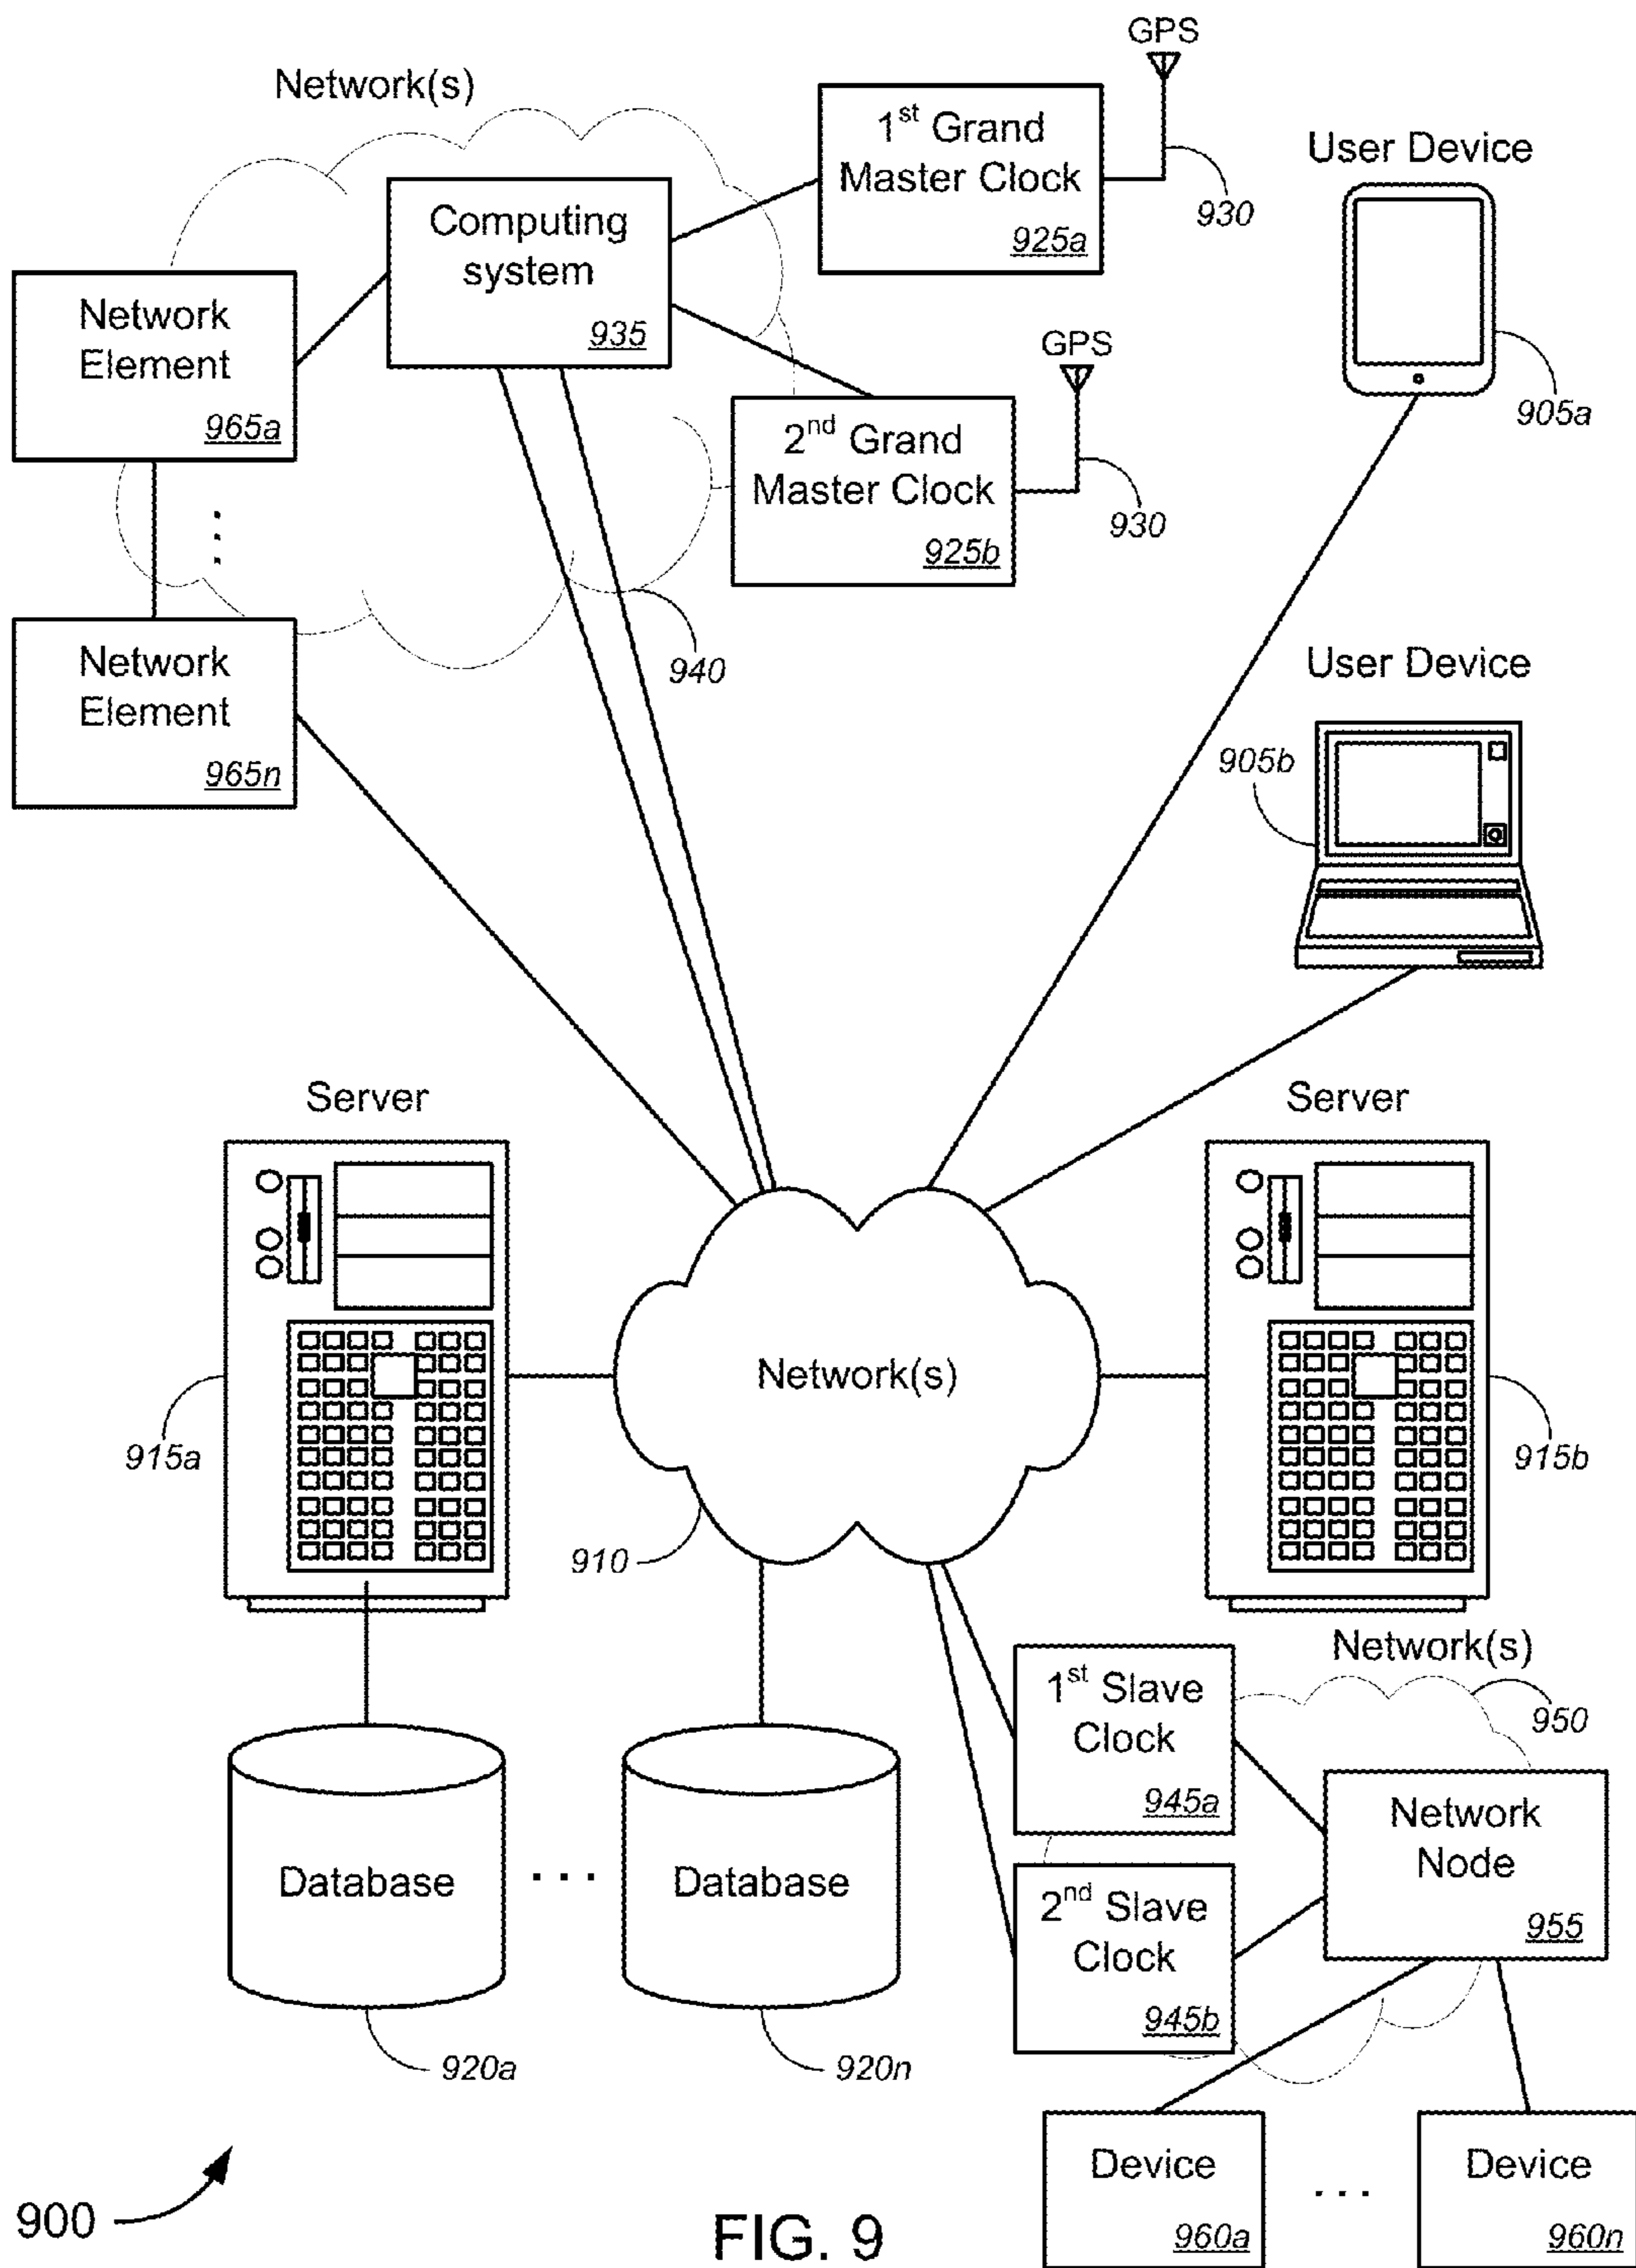 GPS
Network(s)
1st Grand
Master Clock
925a
930
User Device
905a
Computing
system
935
Network
Element
965a
GPS
2nd Grand
Master Clock
925b
930
940
Network
Element
965n
User Device
905b
Server
Server
915a
Network(s)
915b
910
Network(s)
950
1st Slave
Clock
945a
Network
Node
955
Database
. . .
Database
2nd Slave
Clock
945b
920a
920n
Device
960a
. . .
Device
960n
900
FIG. 9